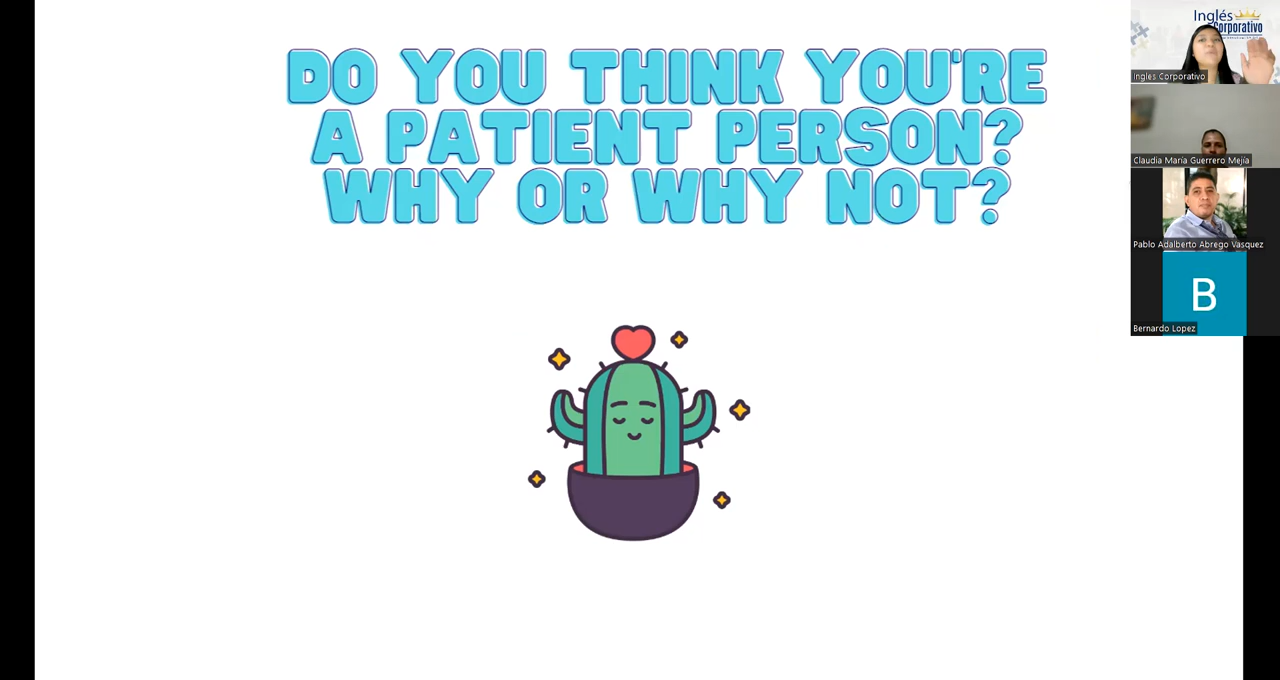 DO YOU THINK YOU'RE
A PATIENT PERSON?
WHY OR WHY NOT?
Inglés
Corporativo
Ingles Corporativo
Claudia María Guerrero Mejía
Pablo Adalberto Abrego Vasquez
B
Bernardo Lopez